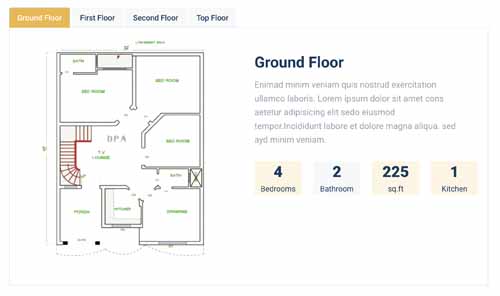 Ground Floor
First Floor
Second Floor
Top Floor
BATH
BED ROOM
BED ROOM
DPA
BED ROOM
T.V
LOUNGE
BATH
PORCH
KITCHEN
Ground Floor
Enimad minim veniam quis nostrud exercitation
ullamco laboris. Lorem ipsum dolor sit amet cons
aetetur adipisicing elit sedo eiusmod
tempor.Incididunt labore et dolore magna aliqua. sed
ayd minim veniam.
4
Bedrooms
2
Bathroom
225
sq.ft
1
Kitchen